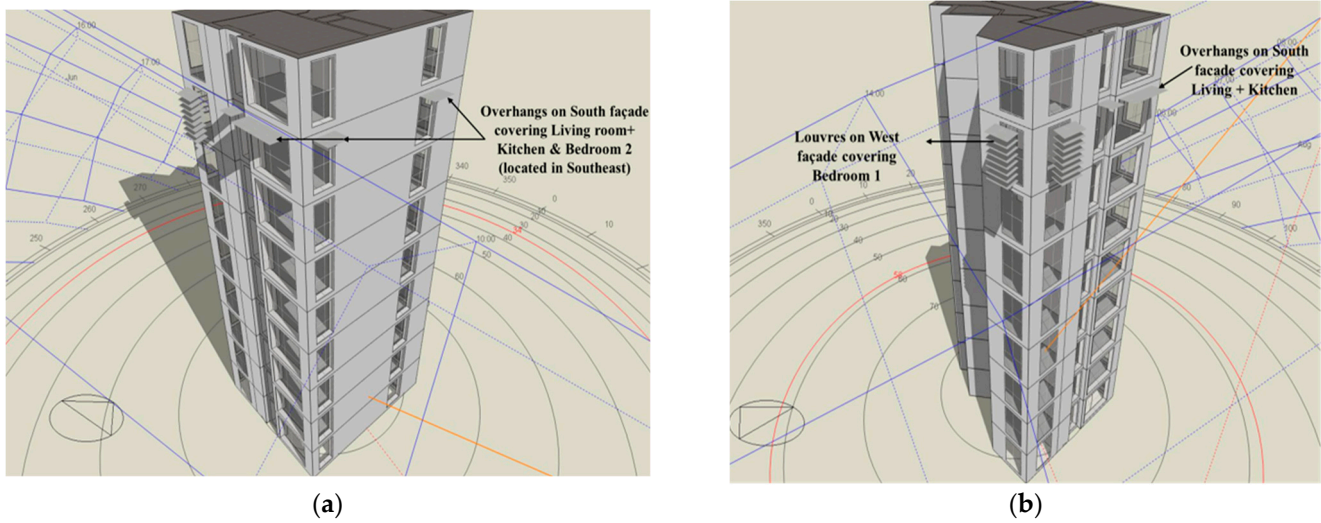 16:00
17:00
Jun
Overhangs on South façade
covering Living room+
Kitchen & Bedroom 2
(located in Southeast)
340
350
0
10
270
260
250
10:00
50
40
60
(a)
14:00
Overhangs on South
facade covering
Living + Kitchen
Louvres on West
façade covering
Bedroom 1
Aug
350
0
10
20
30
40
50
60
70
80
90
100
(b)